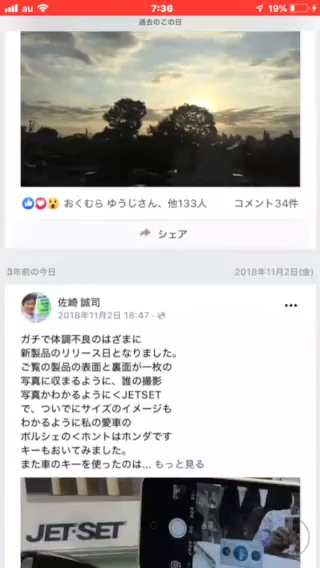 au 7:36 19%
過去のこの日
おくむら ゆうじさん、他133人 コメント34件
シェア
3年前の今日 2018年11月2日(金)
佐崎 誠司
2018年11月2日 18:47
ガチで体調不良のはざまに
新製品のリリース日となりました。
ご覧の製品の表面と裏面が一枚の
写真に収まるように、誰の撮影
写真かわかるように<JETSET
で、ついでにサイズのイメージも
わかるように私の愛車の
ポルシェの<ホントはホンダです
キーもおいてみました。
また車のキーを使ったのは... もっと見る
JET-SET